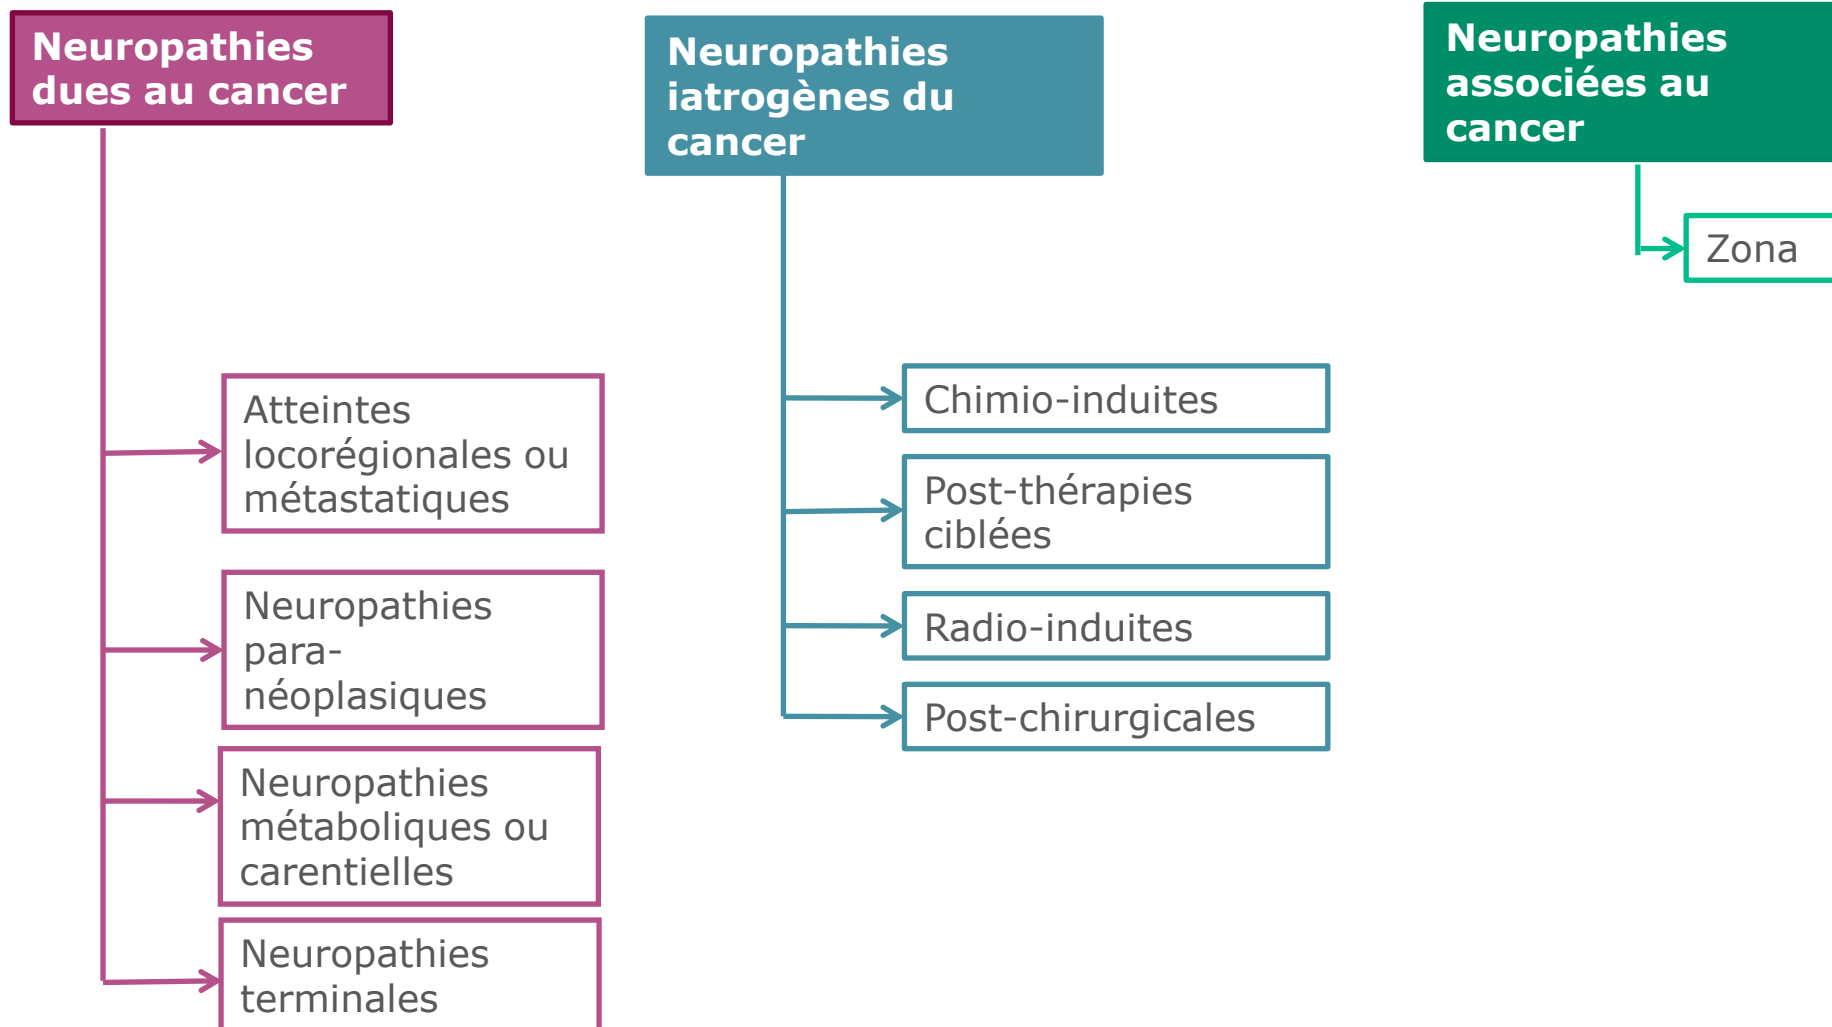 Neuropathies
dues au cancer
Atteintes
locorégionales ou
métastatiques
Neuropathies
para-
néoplasiques
Neuropathies
métaboliques ou
carentielles
Neuropathies
terminales
Neuropathies
iatrogènes du
cancer
Chimio-induites
Post-thérapies
ciblées
Radio-induites
Post-chirurgicales
Neuropathies
associées au
cancer
Zona